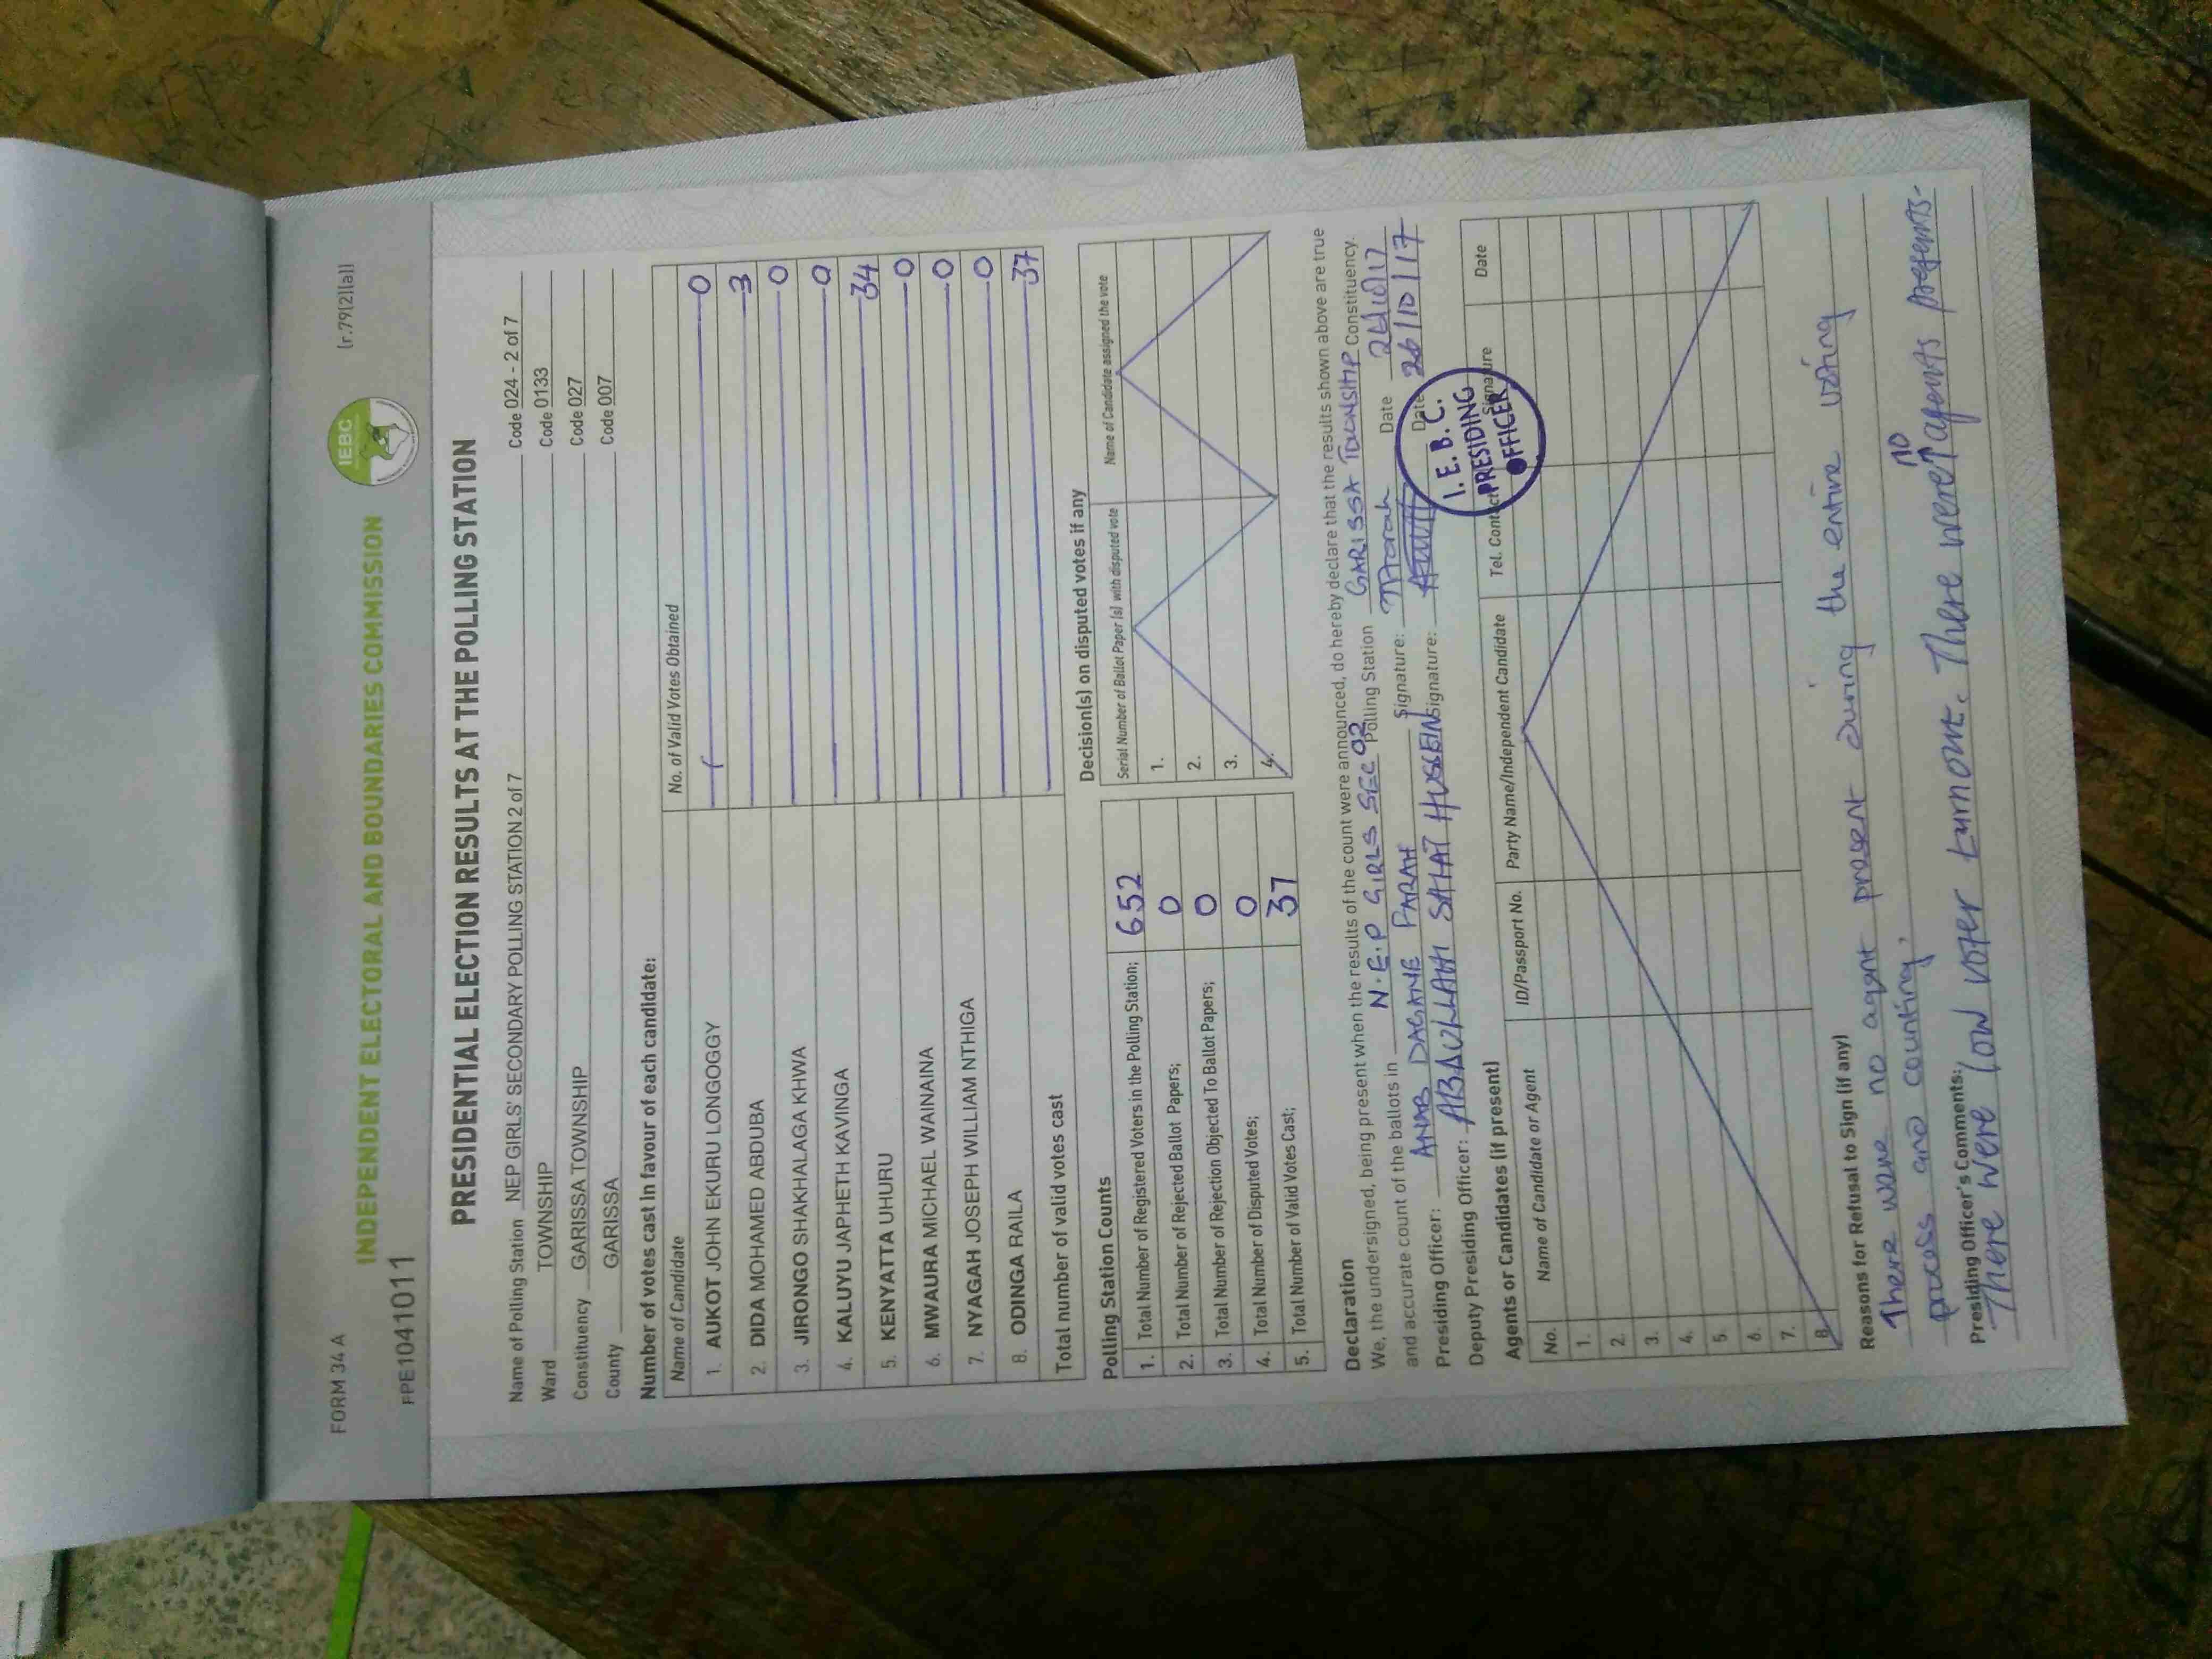 FORM 34 A
(r.79(2)(a))
FPE1041011
INDEPENDENT ELECTORAL AND BOUNDARIES COMMISSION
IEBC
PRESIDENTIAL ELECTION RESULTS AT THE POLLING STATION
Name of Polling Station NEP GIRLS' SECONDARY POLLING STATION 2 of 7 Code 024 - 2 of 7
Ward TOWNSHIP Code 0133
Constituency GARISSA TOWNSHIP Code 027
County GARISSA Code 007
Number of votes cast in favour of each candidate:
Name of Candidate No. of Valid Votes Obtained
1. AUKOT JOHN EKURU LONGOGGY 0
2. DIDA MOHAMED ABDUBA 3
3. JIRONGO SHAKHALAGA KHWA 0
4. KALUYU JAPHETH KAVINGA 0
5. KENYATTA UHURU 34
6. MWAURA MICHAEL WAINAINA 0
7. NYAGAH JOSEPH WILLIAM NTHIGA 0
8. ODINGA RAILA 0
Total number of valid votes cast 37
Polling Station Counts
1. Total Number of Registered Voters in the Polling Station; 652
2. Total Number of Rejected Ballot Papers; 0
3. Total Number of Rejection Objected To Ballot Papers; 0
4. Total Number of Disputed Votes; 0
5. Total Number of Valid Votes Cast; 37
Decision(s) on disputed votes if any
Serial Number of Ballot Paper (s) with disputed vote Name of Candidate assigned the vote
1.
2.
3.
4.
Declaration
We, the undersigned, being present when the results of the count were announced, do hereby declare that the results shown above are true
and accurate count of the ballots in N.E.P GIRLS SEC 02 Polling Station GARISSA TOWNSHIP Constituency.
Presiding Officer: ANAB DAGANE FARAH Signature: Date
Deputy Presiding Officer: ABDULLAHI SAHAT HUSSEIN Signature: Date 26/10/17
I. E. B. C.
PRESIDING
OFFICER
Agents or Candidates (if present)
No. Name of Candidate or Agent ID/Passport No. Party Name/Independent Candidate Tel. Contact Signature Date
1.
2.
3.
4.
5.
6.
7.
8.
Reasons for Refusal to Sign (if any)
There were no agent present during the entire voting
process and counting.
Presiding Officer's Comments:
There were low voter turnout. There were no agents presents.